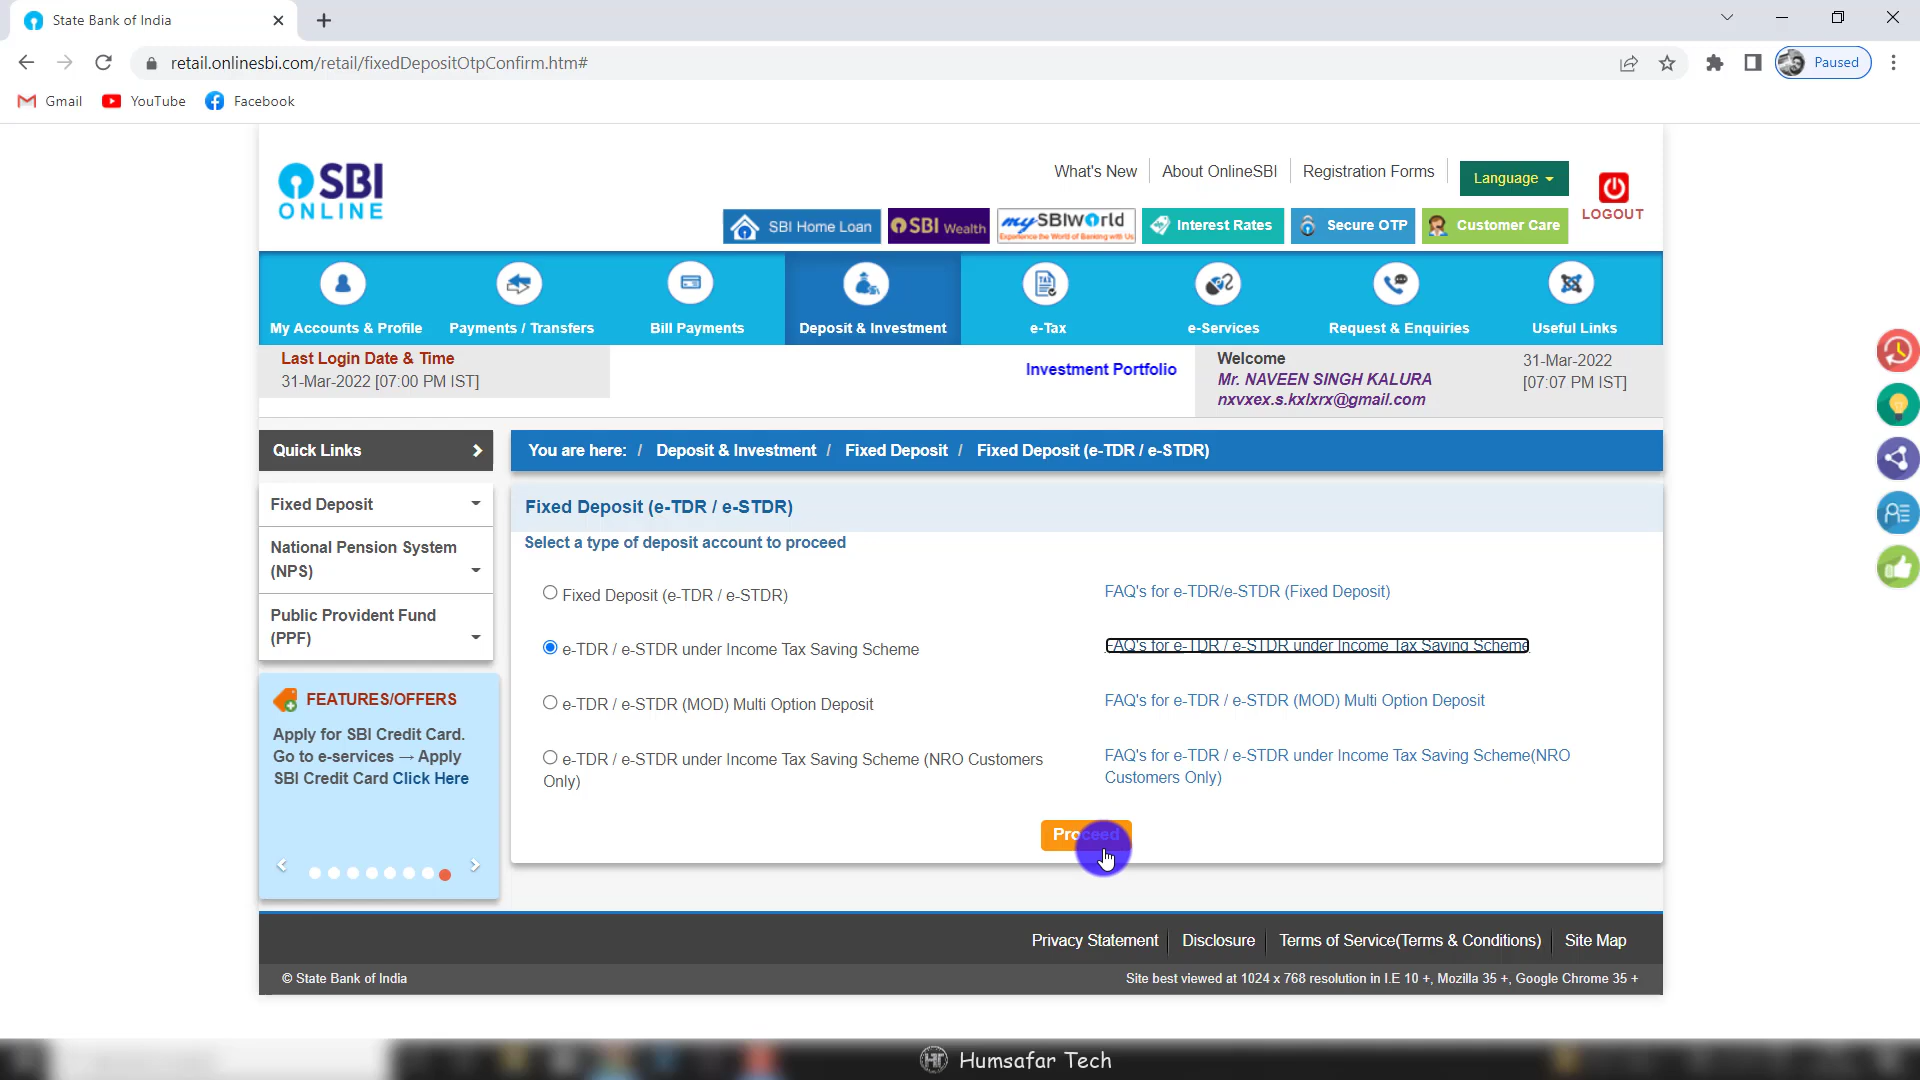 State Bank of India
retail.onlinesbi.com/retail/fixedDepositOtpConfirm.htm#
Paused
Gmail YouTube Facebook
SBI
ONLINE
What's New About OnlineSBI Registration Forms Language
LOGOUT
SBI Home Loan SBI Wealth mySBIWorld Interest Rates Secure OTP Customer Care
Experience the World of Banking with Us
My Accounts & Profile Payments / Transfers Bill Payments Deposit & Investment e-Tax e-Services Request & Enquiries Useful Links
Last Login Date & Time
31-Mar-2022 [07:00 PM IST]
Investment Portfolio
Welcome
Mr. NAVEEN SINGH KALURA
nxvxex.s.kxlxrx@gmail.com
31-Mar-2022
[07:07 PM IST]
Quick Links
You are here: / Deposit & Investment / Fixed Deposit / Fixed Deposit (e-TDR / e-STDR)
Fixed Deposit
National Pension System
(NPS)
Public Provident Fund
(PPF)
FEATURES/OFFERS
Apply for SBI Credit Card.
Go to e-services → Apply
SBI Credit Card Click Here
Fixed Deposit (e-TDR / e-STDR)
Select a type of deposit account to proceed
Fixed Deposit (e-TDR / e-STDR) FAQ's for e-TDR/e-STDR (Fixed Deposit)
e-TDR / e-STDR under Income Tax Saving Scheme FAQ's for e-TDR / e-STDR under Income Tax Saving Scheme
e-TDR / e-STDR (MOD) Multi Option Deposit FAQ's for e-TDR / e-STDR (MOD) Multi Option Deposit
e-TDR / e-STDR under Income Tax Saving Scheme (NRO Customers FAQ's for e-TDR / e-STDR under Income Tax Saving Scheme(NRO
Only) Customers Only)
Proceed
Privacy Statement Disclosure Terms of Service(Terms & Conditions) Site Map
© State Bank of India Site best viewed at 1024 x 768 resolution in I.E 10 +, Mozilla 35 +, Google Chrome 35 +
HT Humsafar Tech